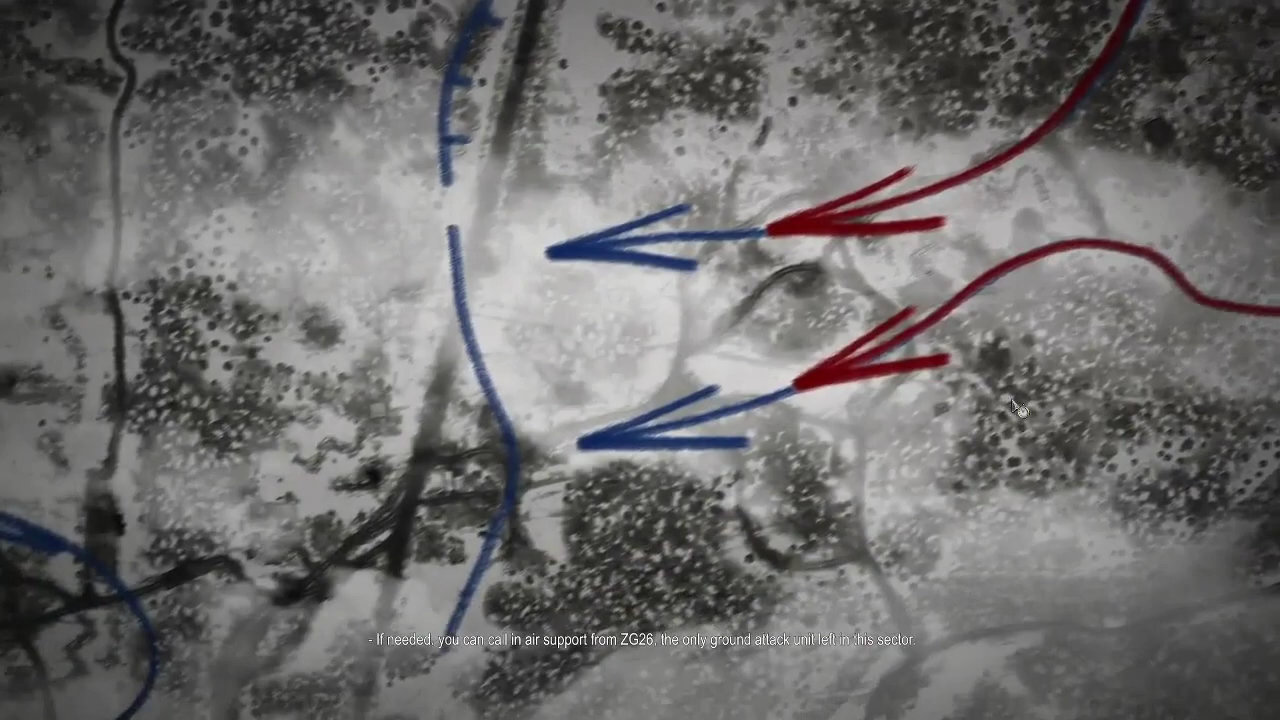 - If needed, you can call in air support from ZG26, the only ground attack unit left in this sector.